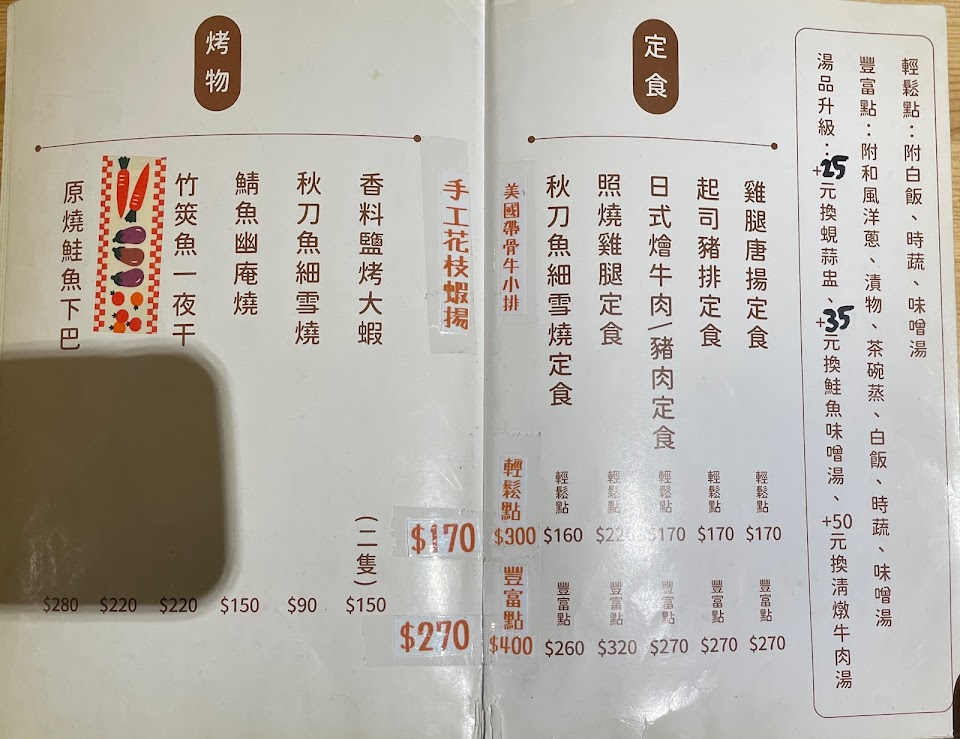 輕鬆點：附白飯、時蔬、味噌湯
豐富點：附和風洋蔥、漬物、茶碗蒸、白飯、時蔬、味噌湯
湯品升級：+25元換蜆蒜盅、+35元換鮭魚味噌湯、+50元換清燉牛肉湯
定食
雞腿唐揚定食 輕鬆點 $170 豐富點 $270
起司豬排定食 輕鬆點 $170 豐富點 $270
日式燴牛肉/豬肉定食 輕鬆點 $170 豐富點 $270
照燒雞腿定食 輕鬆點 $220 豐富點 $320
秋刀魚細雪燒定食 輕鬆點 $160 豐富點 $260
美國帶骨牛小排 輕鬆點 $300 豐富點 $400
手工花枝蝦揚 $170 $270
烤物
香料鹽烤大蝦 (二隻) $150
秋刀魚細雪燒 $90
鯖魚幽庵燒 $150
竹筴魚一夜干 $220
$220
原燒鮭魚下巴 $280